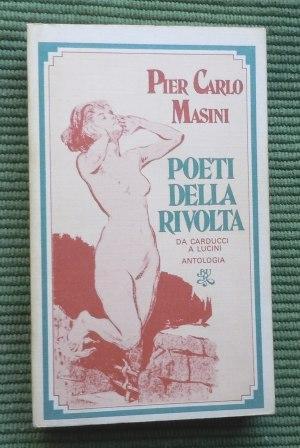 PIER CARLO
MASINI
POETI
DELLA
RIVOLTA
DA CARDUCCI
A LUCINI
ANTOLOGIA
BUR